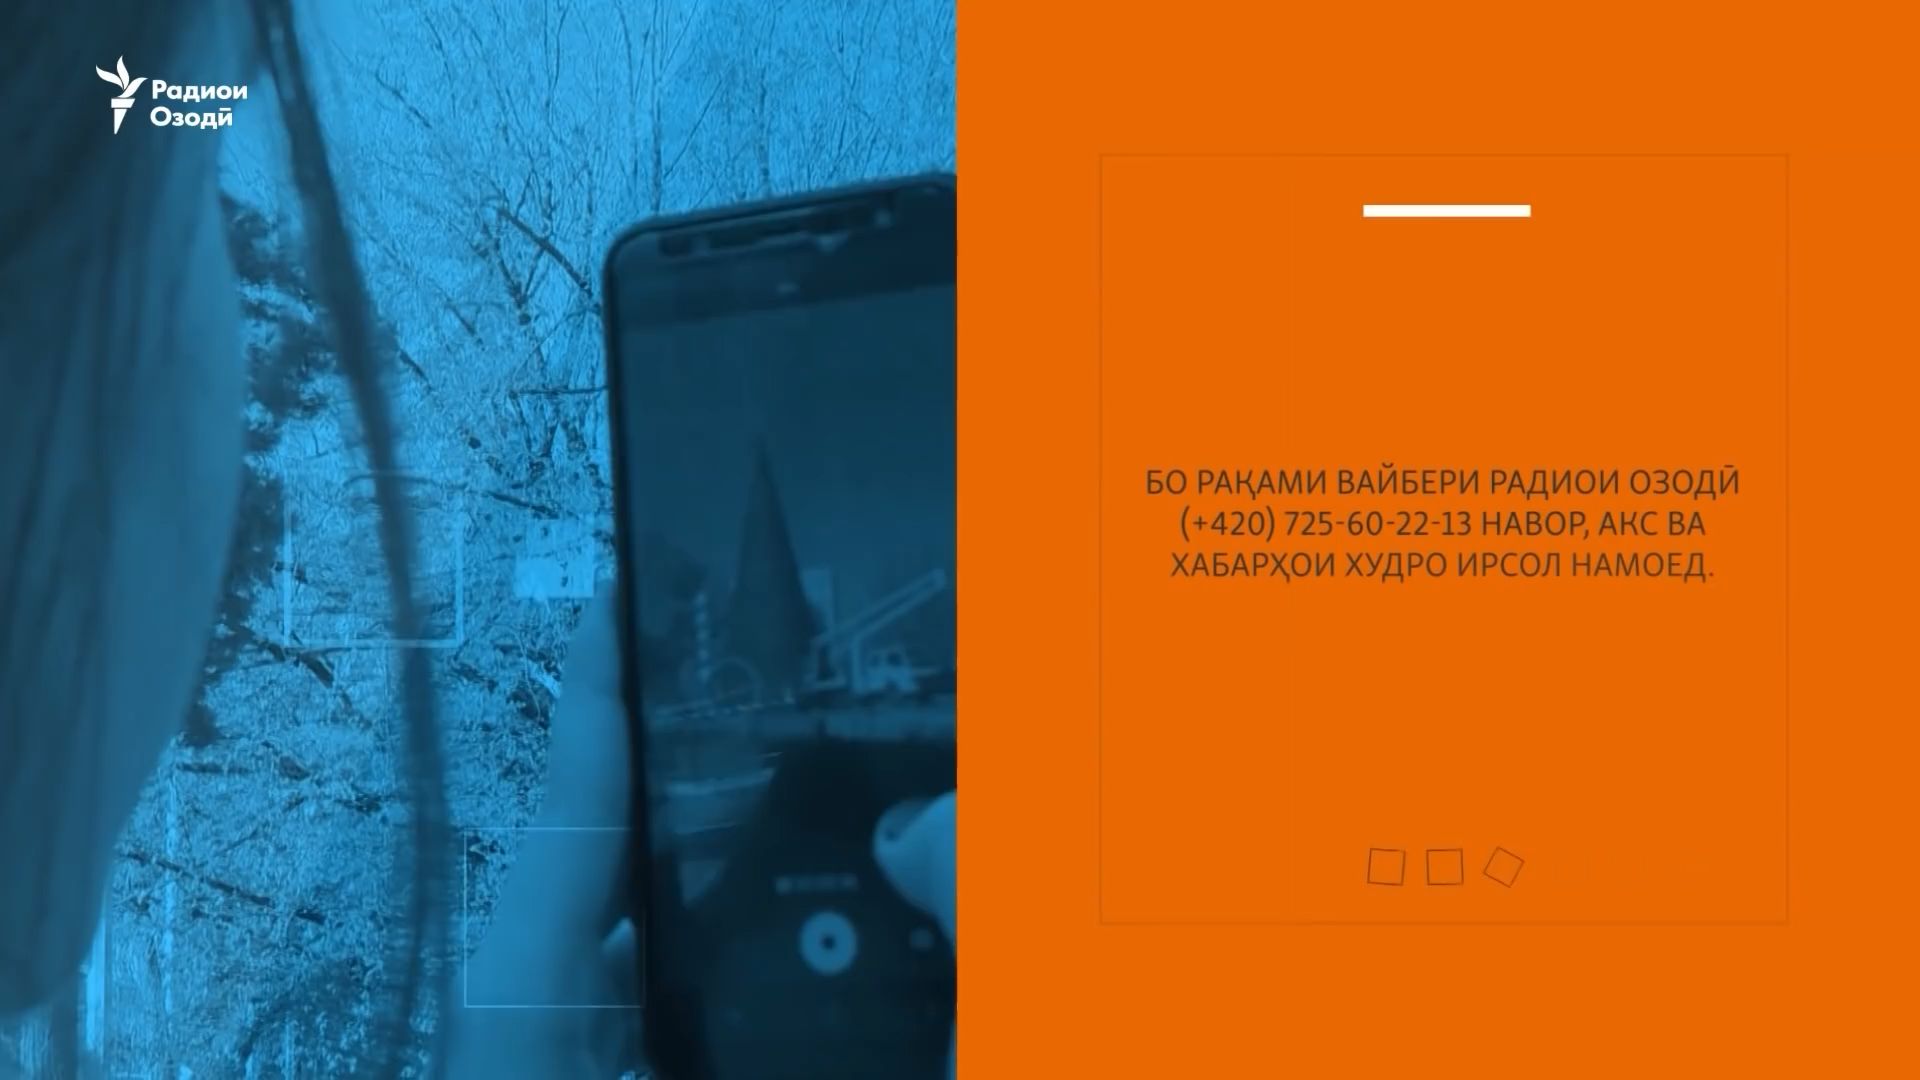 Радиои
Озодӣ
БО РАҚАМИ ВАЙБЕРИ РАДИОИ ОЗОДӢ
(+420) 725-60-22-13 НАВОР, АКС ВА
ХАБАРҲОИ ХУДРО ИРСОЛ НАМОЕД.